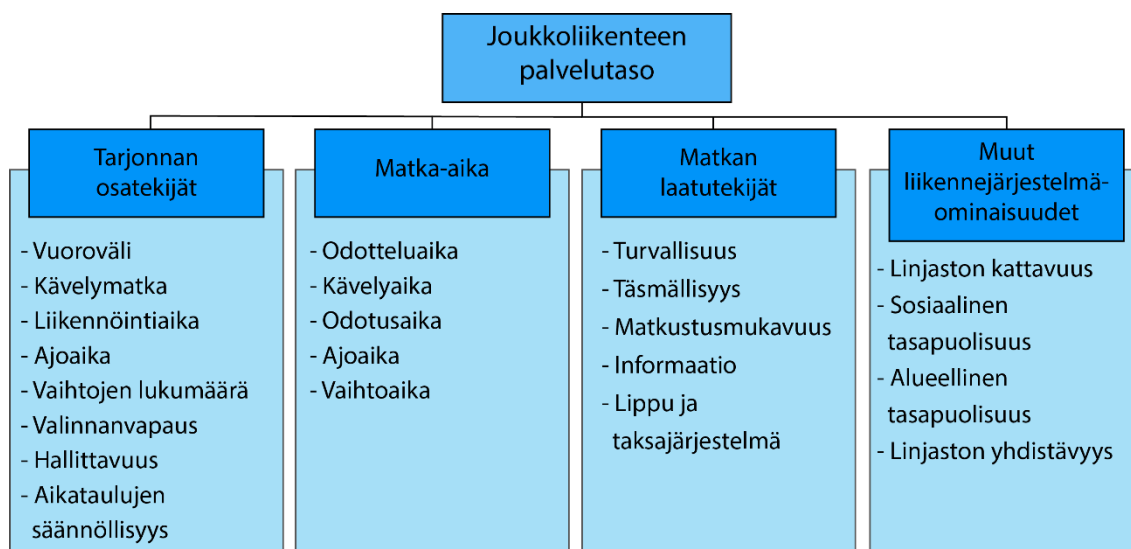 Joukkoliikenteen
palvelutaso
Tarjonnan
osatekijät
- Vuoroväli
- Kävelymatka
- Liikennöintiaika
- Ajoaika
- Vaihtojen lukumäärä
- Valinnanvapaus
- Hallittavuus
- Aikataulujen
säännöllisyys
Matka-aika
- Odotteluaika
- Kävelyaika
- Odotusaika
- Ajoaika
- Vaihtoaika
Matkan
laatutekijät
- Turvallisuus
- Täsmällisyys
- Matkustusmukavuus
- Informaatio
- Lippu ja
taksajärjestelmä
Muut
liikennejärjestelmä-
ominaisuudet
- Linjaston kattavuus
- Sosiaalinen
tasapuolisuus
- Alueellinen
tasapuolisuus
- Linjaston yhdistävyys